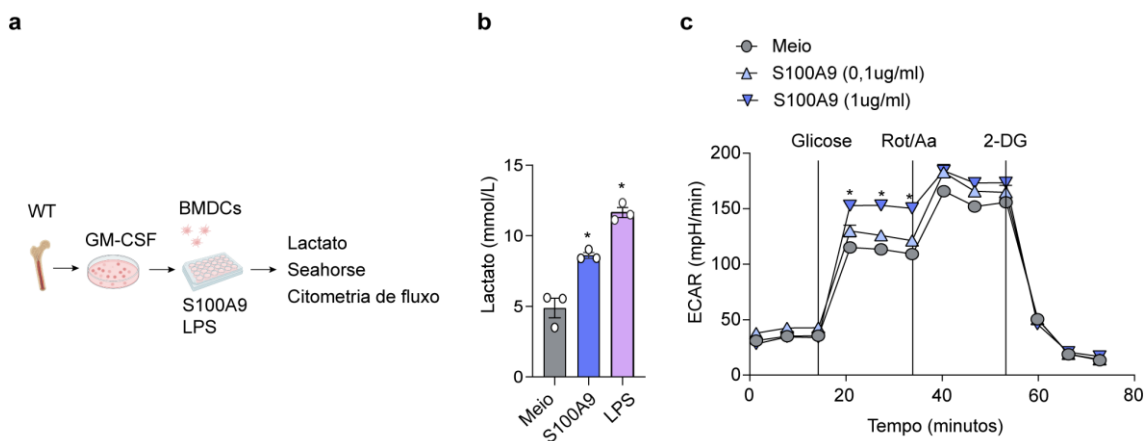 a
WT
GM-CSF
BMDCs
S100A9
LPS
Lactato
Seahorse
Citometria de fluxo
b
Lactato (mmol/L)
15
10
5
0
*
*
Meio
S100A9
LPS
c
Meio
S100A9 (0,1ug/ml)
S100A9 (1ug/ml)
Glicose
Rot/Aa
2-DG
ECAR (mpH/min)
200
150
100
50
0
* * *
0 20 40 60 80
Tempo (minutos)